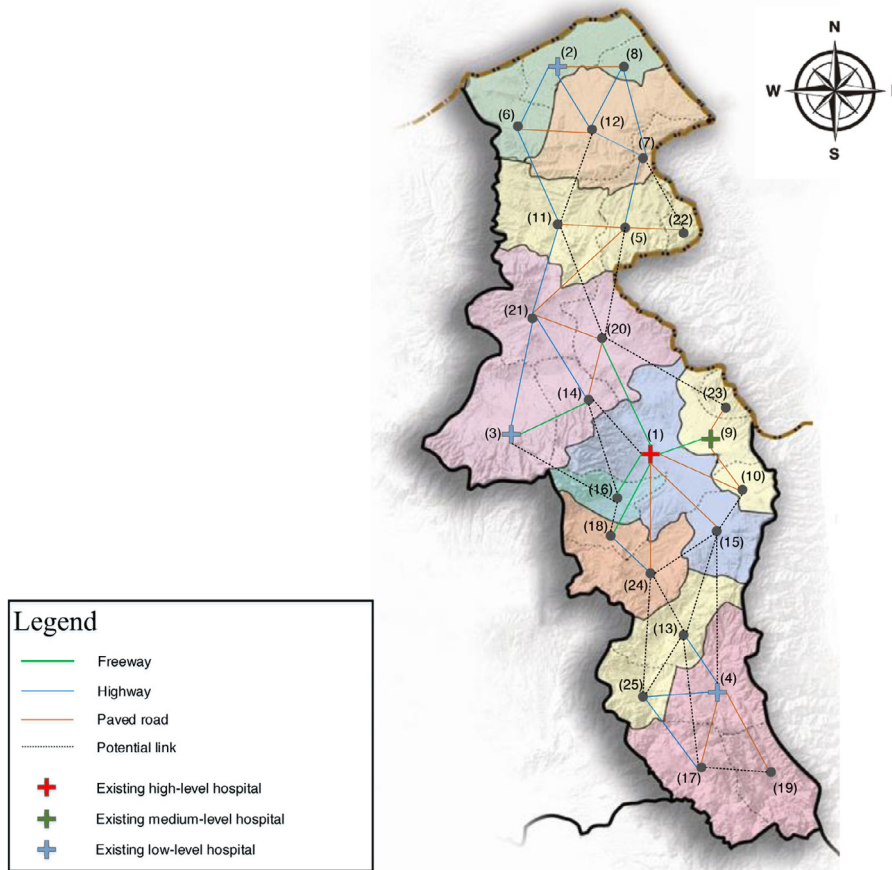 N
W
S
(2)
(8)
(6)
(12)
(7)
(11)
(5)
(22)
(21)
(20)
(23)
(14)
(3)
(1)
(9)
(10)
(16)
(18)
(15)
(24)
(13)
(4)
(25)
(17)
(19)
Legend
Freeway
Highway
Paved road
Potential link
Existing high-level hospital
Existing medium-level hospital
Existing low-level hospital